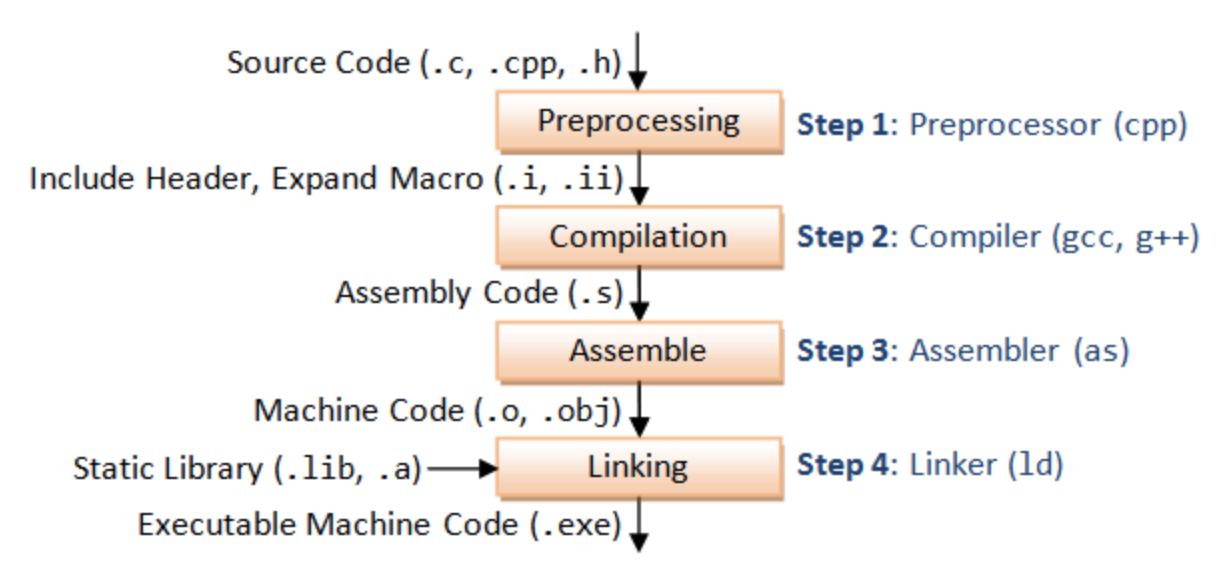 Source Code (.c, .cpp, .h)
Preprocessing
Step 1: Preprocessor (cpp)
Include Header, Expand Macro (.i, .ii)
Compilation
Step 2: Compiler (gcc, g++)
Assembly Code (.s)
Assemble
Step 3: Assembler (as)
Machine Code (.o, .obj)
Static Library (.lib, .a)
Linking
Step 4: Linker (ld)
Executable Machine Code (.exe)